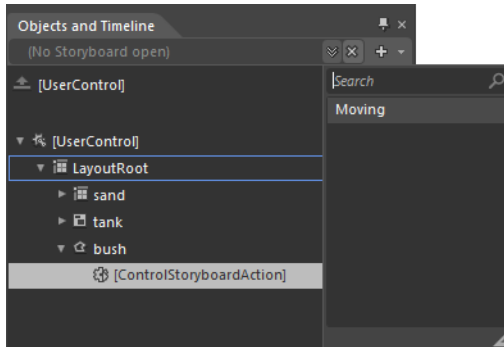 Objects and Timeline
(No Storyboard open)
[UserControl]
Search
Moving
[UserControl]
LayoutRoot
sand
tank
bush
[ControlStoryboardAction]